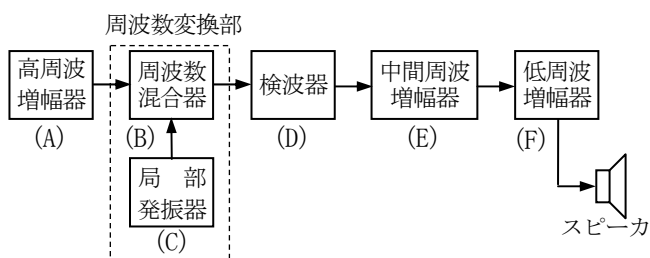 周波数変換部
高周波
増幅器
(A)
周波数
混合器
(B)
局 部
発振器
(C)
検波器
(D)
中間周波
増幅器
(E)
低周波
増幅器
(F)
スピーカ